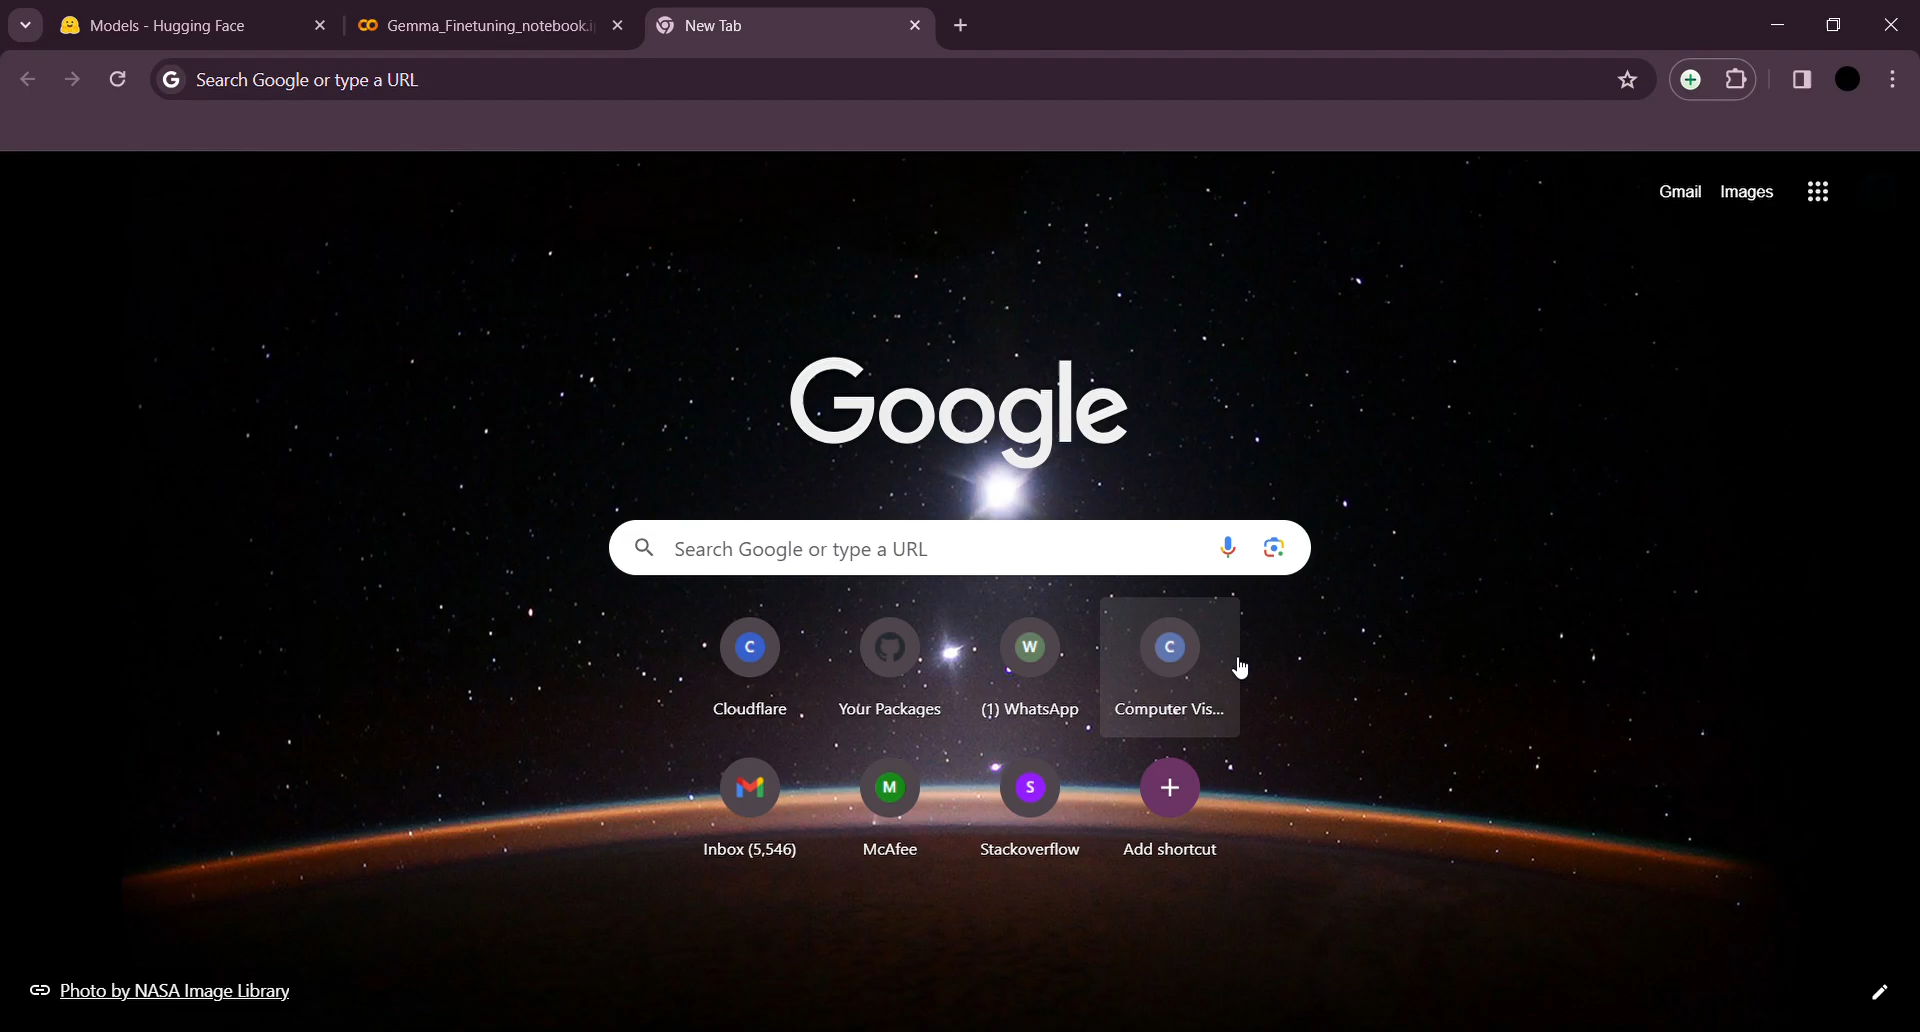 Models - Hugging Face
Gemma_Finetuning_notebook.i
New Tab
G Search Google or type a URL
Gmail Images
Google
Search Google or type a URL
C W C
Cloudflare Your Packages (1) WhatsApp Computer Vis...
M S
Inbox (5,546) McAfee Stackoverflow Add shortcut
Photo by NASA Image Library